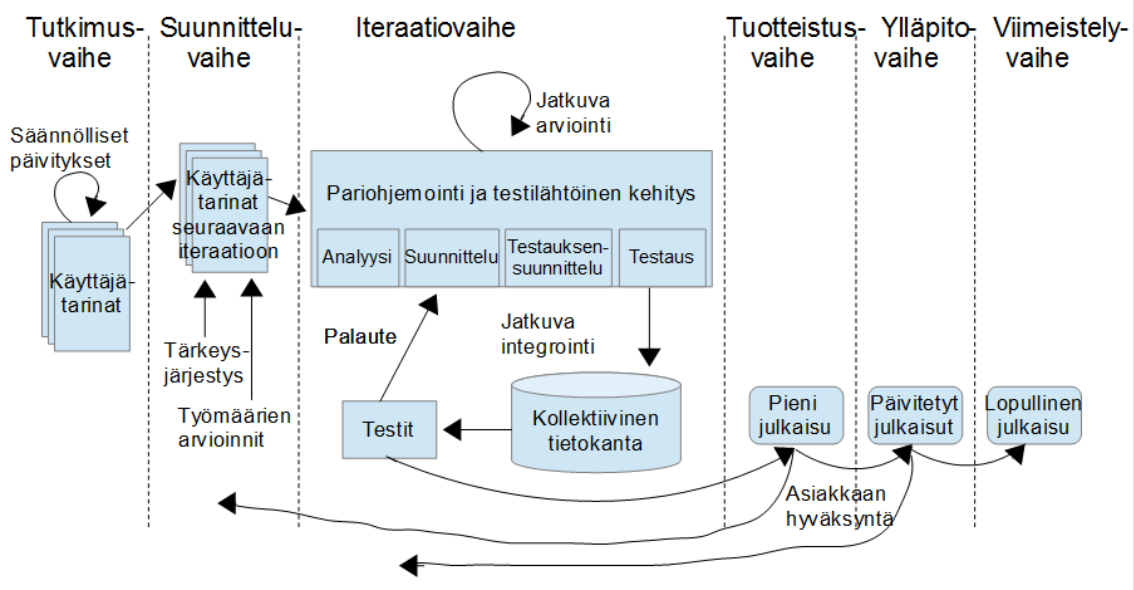 Tutkimus-
vaihe
Suunnittelu-
vaihe
Iteraatiovaihe
Tuotteistus-
vaihe
Ylläpito-
vaihe
Viimeistely-
vaihe
Säännölliset
päivitykset
Käyttäjä-
tarinat
Käyttäjä-
tarinat
seuraavaan
iteraatioon
Tärkeys-
järjestys
Työmäärien
arvioinnit
Jatkuva
arviointi
Pariohjemointi ja testilähtöinen kehitys
Analyysi
Suunnittelu
Testauksen-
suunnittelu
Testaus
Palaute
Jatkuva
integrointi
Testit
Kollektiivinen
tietokanta
Pieni
julkaisu
Päivitetyt
julkaisut
Lopullinen
julkaisu
Asiakkaan
hyväksyntä